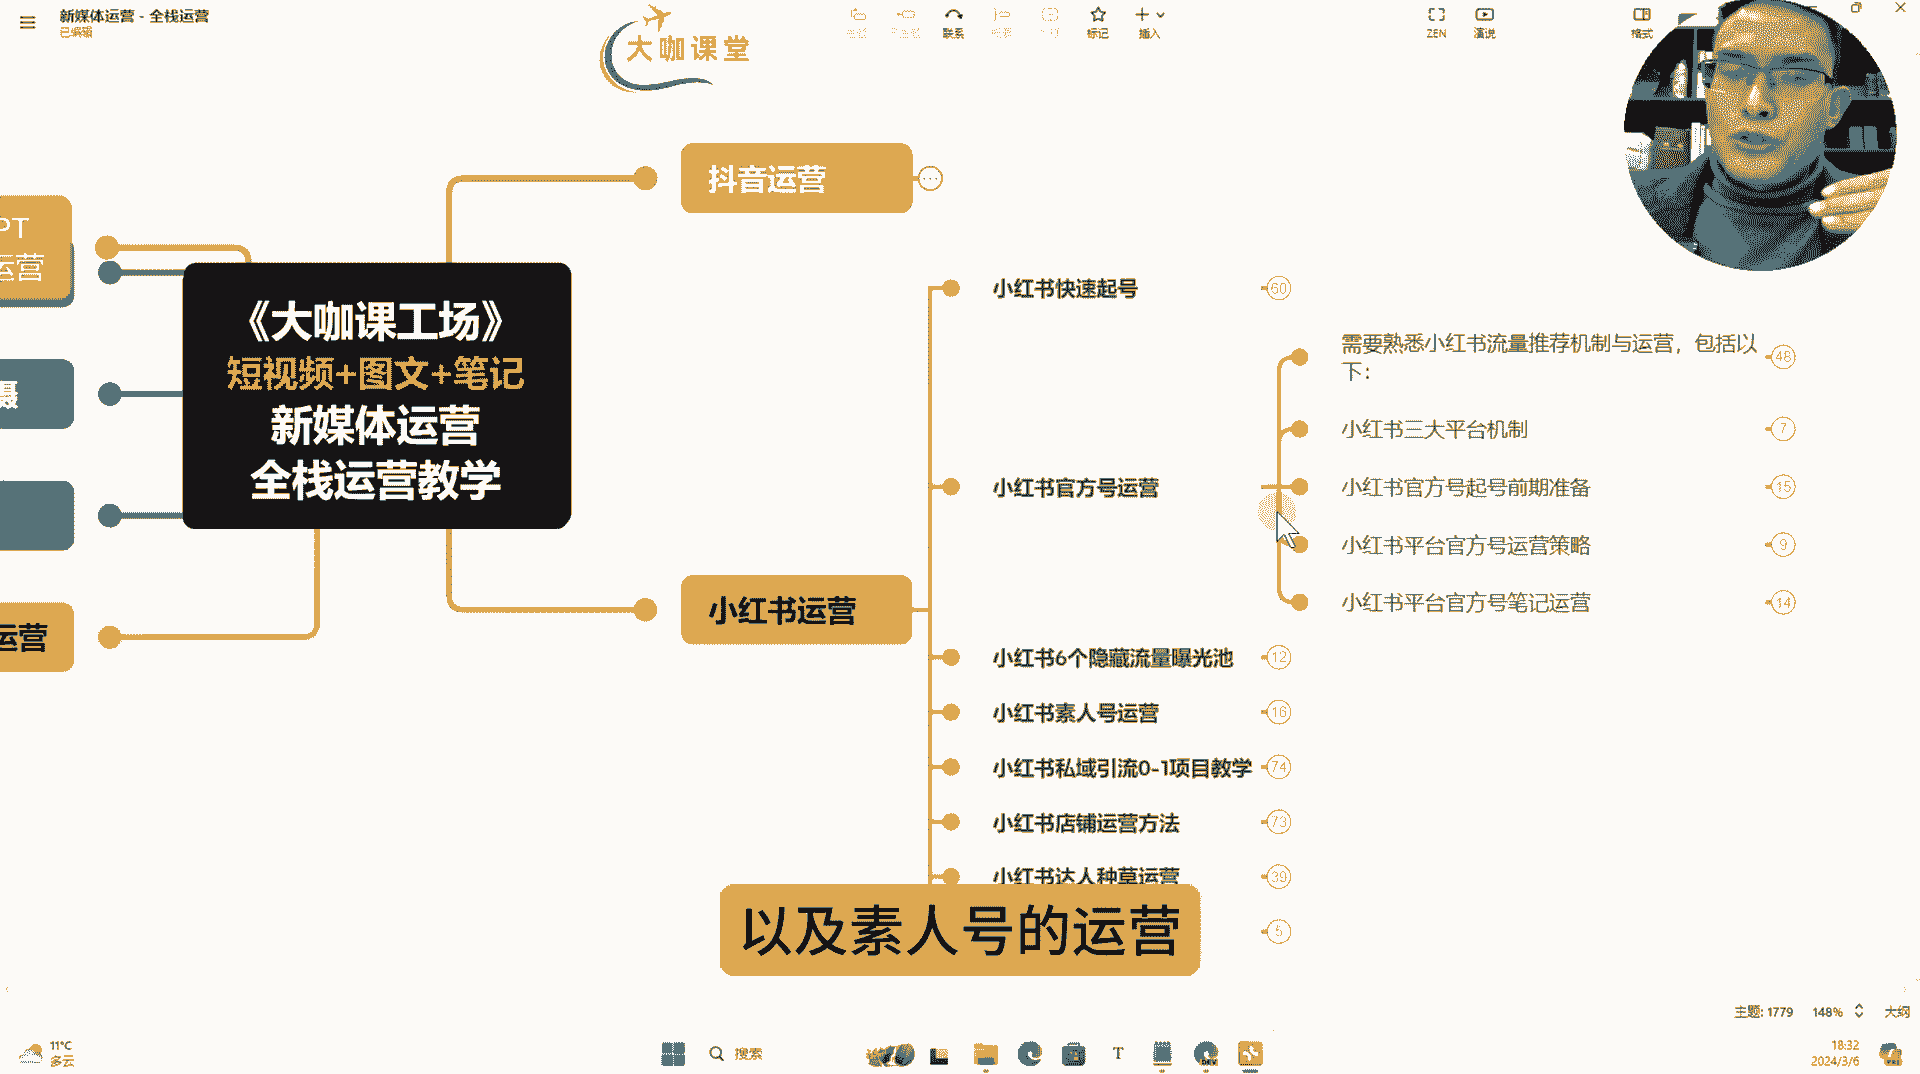 新媒体运营 - 全栈运营
已编辑
大咖课堂
联系
标记
插入
ZEN
演说
格式
PT
运营
摄
运营
《大咖课工场》
短视频+图文+笔记
新媒体运营
全栈运营教学
抖音运营
小红书运营
小红书快速起号
60
小红书官方号运营
需要熟悉小红书流量推荐机制与运营，包括以
下：
48
小红书三大平台机制
7
小红书官方号起号前期准备
15
小红书平台官方号运营策略
9
小红书平台官方号笔记运营
14
小红书6个隐藏流量曝光池
12
小红书素人号运营
16
小红书私域引流0-1项目教学
74
小红书店铺运营方法
73
小红书达人种草运营
39
5
以及素人号的运营
主题: 1779
148%
大纲
11°C
多云
搜索
T
DEV
18:32
2024/3/6